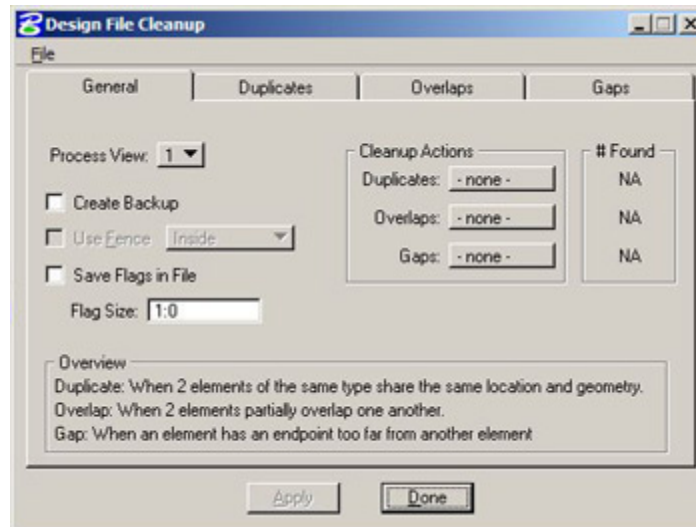 Design File Cleanup
File
General Duplicates Overlaps Gaps
Process View: 1
Create Backup
Use Fence Inside
Save Flags in File
Flag Size: 1:0
Cleanup Actions
Duplicates: - none -
Overlaps: - none -
Gaps: - none -
# Found
NA
NA
NA
Overview
Duplicate: When 2 elements of the same type share the same location and geometry.
Overlap: When 2 elements partially overlap one another.
Gap: When an element has an endpoint too far from another element
Apply Done